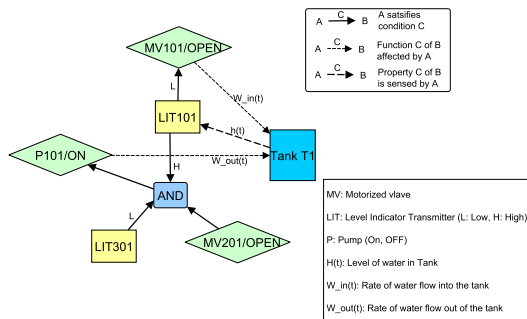 MV101/OPEN
L
W_in(t)
LIT101
h(t)
P101/ON
W_out(t)
Tank T1
H
AND
L
LIT301
MV201/OPEN
A C B A satsifies condition C
A C B Function C of B affected by A
A C B Property C of B is sensed by A
MV: Motorized vlave
LIT: Level Indicator Transmitter (L: Low, H: High)
P: Pump (On, OFF)
H(t): Level of water in Tank
W_in(t): Rate of water flow into the tank
W_out(t): Rate of water flow out of the tank